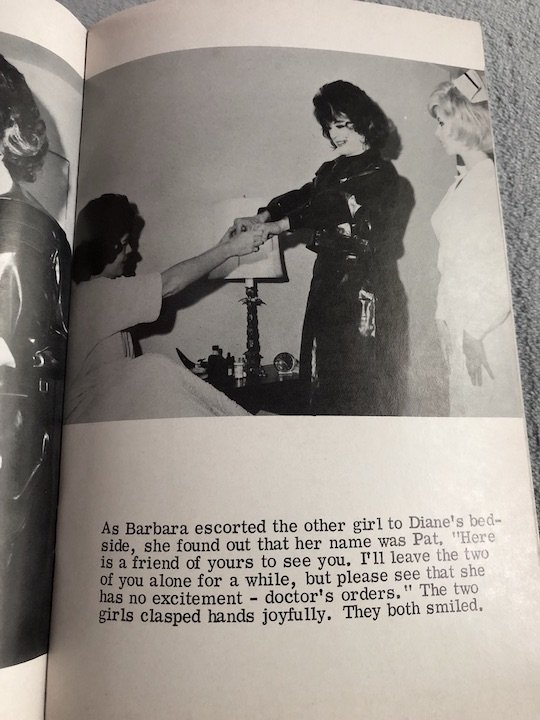 As Barbara escorted the other girl to Diane's bed-
side, she found out that her name was Pat, "Here
is a friend of yours to see you. I'll leave the two
of you alone for a while, but please see that she
has no excitement - doctor's orders." The two
girls clasped hands joyfully. They both smiled.